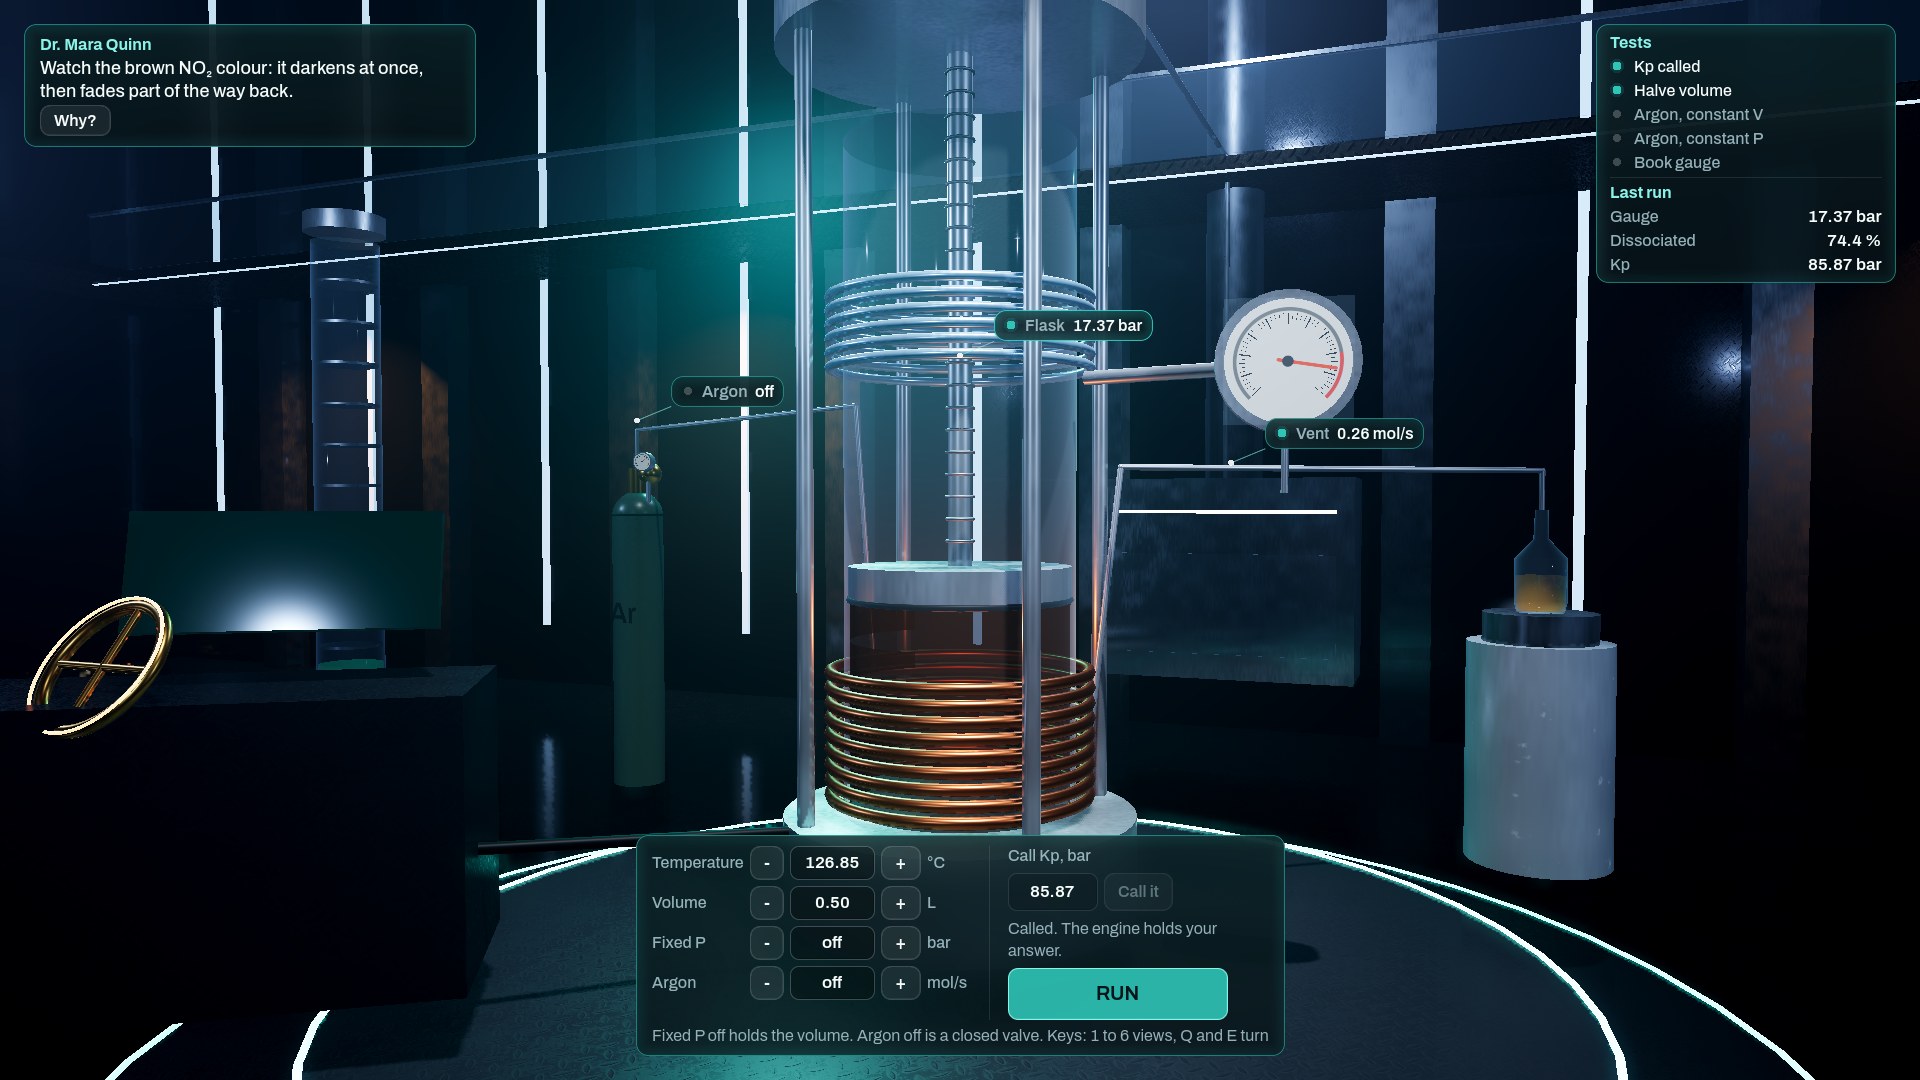 Dr. Mara Quinn
Watch the brown NO₂ colour: it darkens at once,
then fades part of the way back.
Why?
Tests
Kp called
Halve volume
Argon, constant V
Argon, constant P
Book gauge
Last run
Gauge 17.37 bar
Dissociated 74.4 %
Kp 85.87 bar
Flask 17.37 bar
Argon off
Vent 0.26 mol/s
Ar
Temperature - 126.85 + °C
Volume - 0.50 + L
Fixed P - off + bar
Argon - off + mol/s
Call Kp, bar
85.87 Call it
Called. The engine holds your
answer.
RUN
Fixed P off holds the volume. Argon off is a closed valve. Keys: 1 to 6 views, Q and E turn